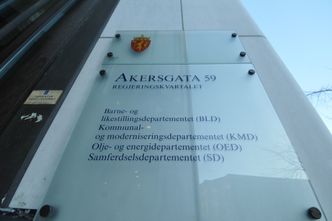 AKERSGATA 59
REGJERINGSKVARTALET
Barne- og
likestillingsdepartementet (BLD)
Kommunal-
og moderniseringsdepartementet (KMD)
Olje- og energidepartementet (OED)
Samferdselsdepartementet (SD)